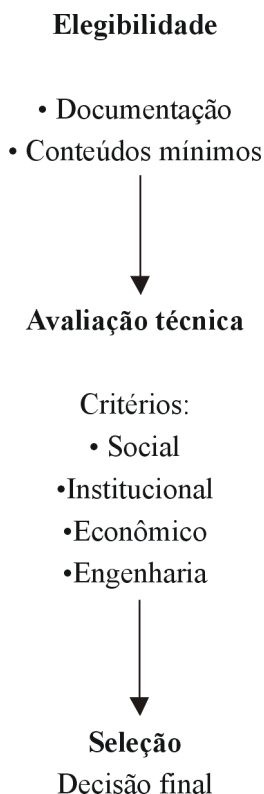 Elegibilidade
• Documentação
• Conteúdos mínimos
Avaliação técnica
Critérios:
• Social
•Institucional
•Econômico
•Engenharia
Seleção
Decisão final